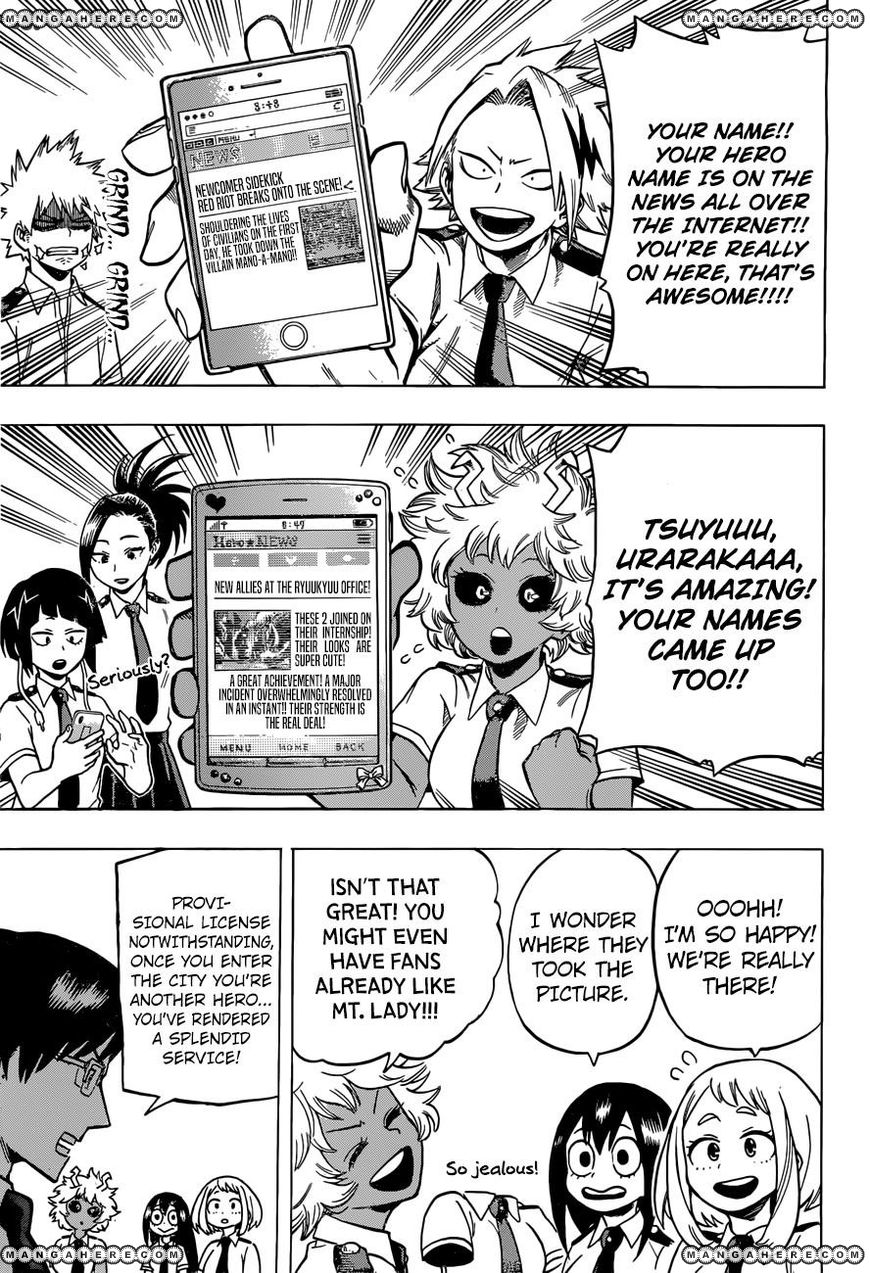 MANGAHERE.COM
MANGAHERE.COM
YOUR NAME!!
YOUR HERO
NAME IS ON THE
NEWS ALL OVER
THE INTERNET!!
YOU'RE REALLY
ON HERE, THAT'S
AWESOME!!!!
8:48
MENU
NEWS
NEWCOMER SIDEKICK
RED RIOT BREAKS ONTO THE SCENE!
SHOULDERING THE LIVES
OF CIVILIANS ON THE FIRST
DAY, HE TOOK DOWN THE
VILLAIN MANO-A-MANO!!
GRIND...
GRIND...
TSUYUUU,
URARAKAAA,
IT'S AMAZING!
YOUR NAMES
CAME UP
TOO!!
8:47
Hero★NEWS
NEW ALLIES AT THE RYUUKYUU OFFICE!
THESE 2 JOINED ON
THEIR INTERNSHIP!
THEIR LOOKS ARE
SUPER CUTE!
A GREAT ACHIEVEMENT! A MAJOR
INCIDENT OVERWHELMINGLY RESOLVED
IN AN INSTANT!! THEIR STRENGTH IS
THE REAL DEAL!
MENU HOME BACK
Seriously?
OOOHH!
I'M SO HAPPY!
WE'RE REALLY
THERE!
I WONDER
WHERE THEY
TOOK THE
PICTURE.
ISN'T THAT
GREAT! YOU
MIGHT EVEN
HAVE FANS
ALREADY LIKE
MT. LADY!!!
So jealous!
PROVI-
SIONAL LICENSE
NOTWITHSTANDING,
ONCE YOU ENTER
THE CITY YOU'RE
ANOTHER HERO...
YOU'VE RENDERED
A SPLENDID
SERVICE!
MANGAHERE.COM
MANGAHERE.COM